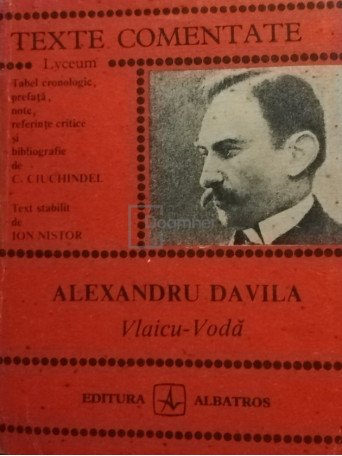 TEXTE COMENTATE
Lyceum
Tabel cronologic,
prefață,
note,
referințe critice
și
bibliografie
de
C. CIUCHINDEL
Text stabilit
de
ION NISTOR
ALEXANDRU DAVILA
Vlaicu-Vodă
EDITURA ALBATROS